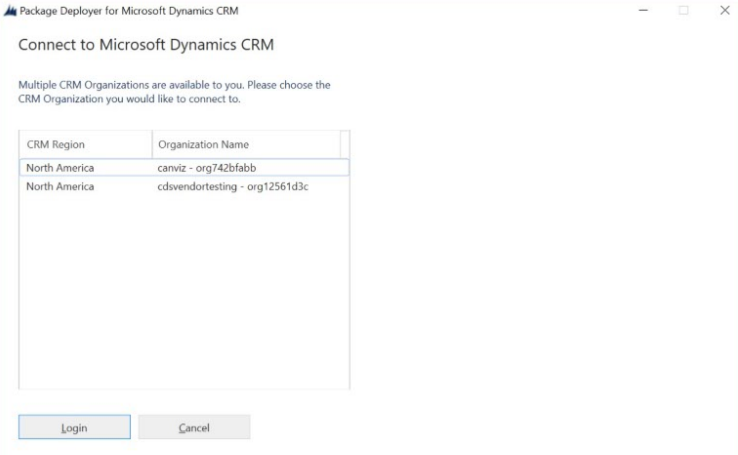 Package Deployer for Microsoft Dynamics CRM
Connect to Microsoft Dynamics CRM
Multiple CRM Organizations are available to you. Please choose the
CRM Organization you would like to connect to.
CRM Region Organization Name
North America canviz - org742bfabb
North America cdsvendortesting - org12561d3c
Login Cancel